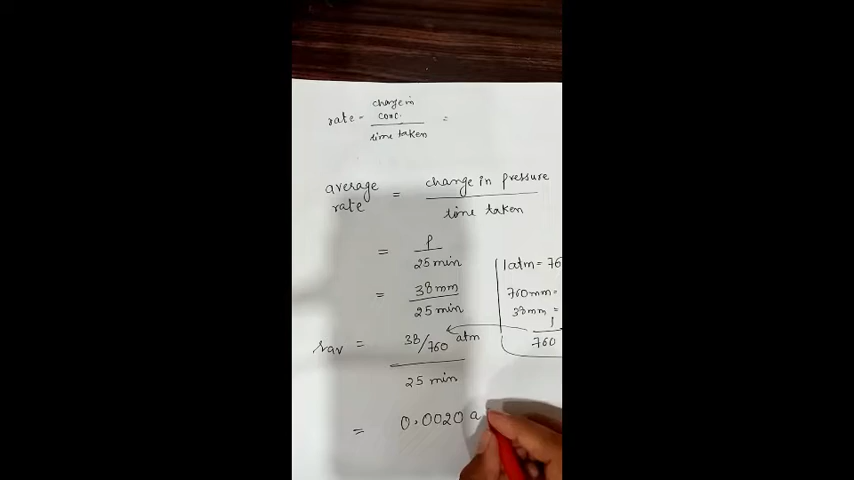 rate = change in conc. / time taken =
average rate = change in pressure / time taken
= p / 25 min
= 38 mm / 25 min
1 atm = 76
760 mm =
38 mm =
760
rav = 38/760 atm / 25 min
= 0.0020 a